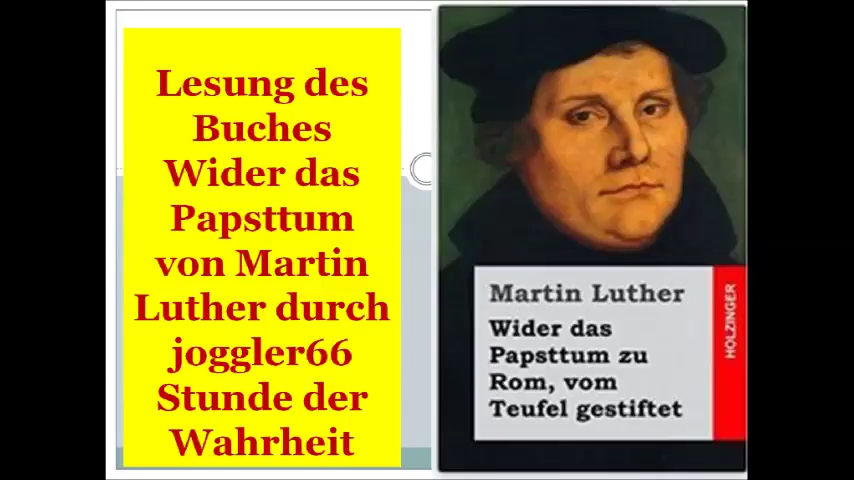 Lesung des
Buches
Wider das
Papsttum
von Martin
Luther durch
joggler66
Stunde der
Wahrheit
Martin Luther
Wider das
Papsttum zu
Rom, vom
Teufel gestiftet
HOLZINGER